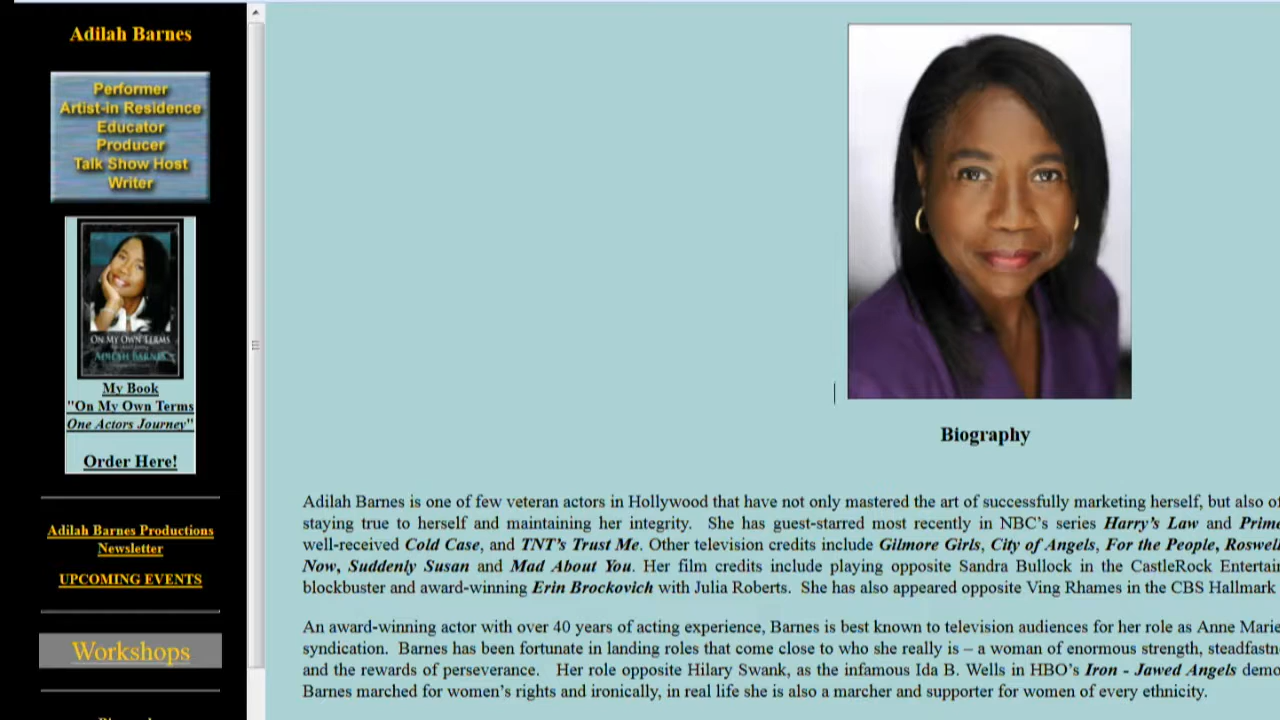 Adilah Barnes
Performer
Artist-in Residence
Educator
Producer
Talk Show Host
Writer
ON MY OWN TERMS
ADILAH BARNES
My Book
"On My Own Terms
One Actors Journey"
Order Here!
Adilah Barnes Productions
Newsletter
UPCOMING EVENTS
Workshops
Biography
Adilah Barnes is one of few veteran actors in Hollywood that have not only mastered the art of successfully marketing herself, but also of
staying true to herself and maintaining her integrity. She has guest-starred most recently in NBC's series Harry's Law and Prime
well-received Cold Case, and TNT's Trust Me. Other television credits include Gilmore Girls, City of Angels, For the People, Roswell
Now, Suddenly Susan and Mad About You. Her film credits include playing opposite Sandra Bullock in the CastleRock Entertain
blockbuster and award-winning Erin Brockovich with Julia Roberts. She has also appeared opposite Ving Rhames in the CBS Hallmark
An award-winning actor with over 40 years of acting experience, Barnes is best known to television audiences for her role as Anne Marie
syndication. Barnes has been fortunate in landing roles that come close to who she really is – a woman of enormous strength, steadfastne
and the rewards of perseverance. Her role opposite Hilary Swank, as the infamous Ida B. Wells in HBO's Iron - Jawed Angels demo
Barnes marched for women's rights and ironically, in real life she is also a marcher and supporter for women of every ethnicity.